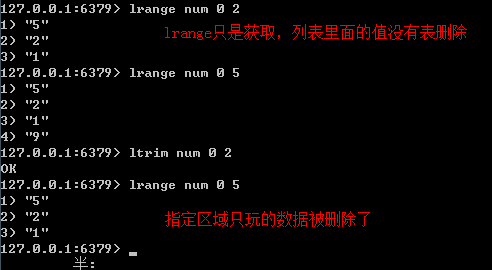 127.0.0.1:6379> lrange num 0 2
1) "5"
lrange只是获取，列表里面的值没有表删除
2) "2"
3) "1"
127.0.0.1:6379> lrange num 0 5
1) "5"
2) "2"
3) "1"
4) "9"
127.0.0.1:6379> ltrim num 0 2
OK
127.0.0.1:6379> lrange num 0 5
1) "5"
2) "2"
指定区域只玩的数据被删除了
3) "1"
127.0.0.1:6379>
半: